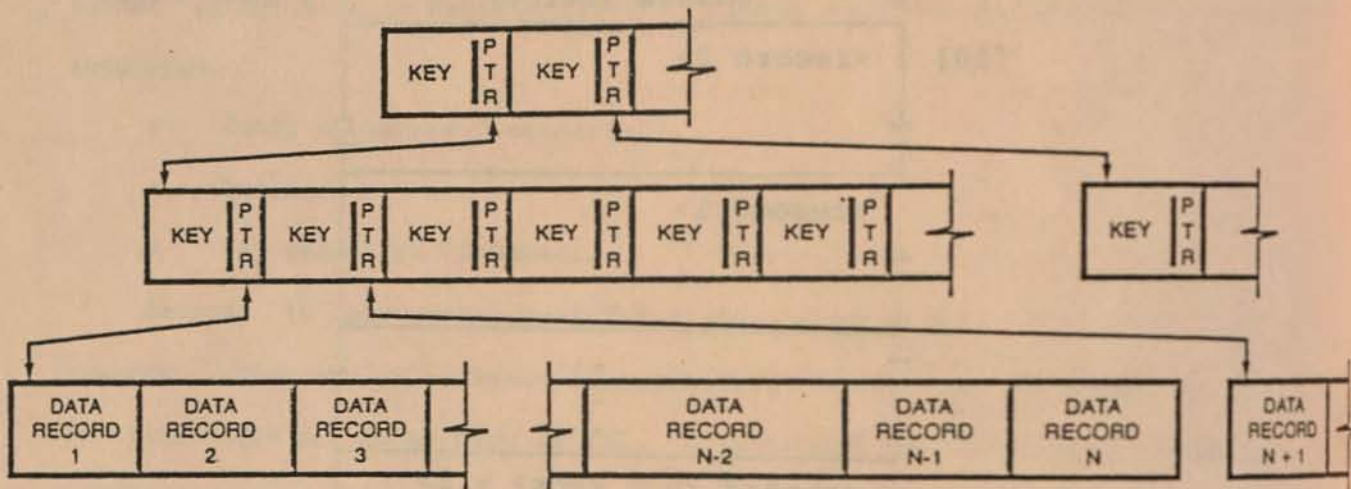 KEY PTR KEY PTR
KEY PTR KEY PTR KEY PTR KEY PTR KEY PTR KEY PTR KEY PTR
DATA RECORD 1
DATA RECORD 2
DATA RECORD 3
DATA RECORD N-2
DATA RECORD N-1
DATA RECORD N
DATA RECORD N + 1